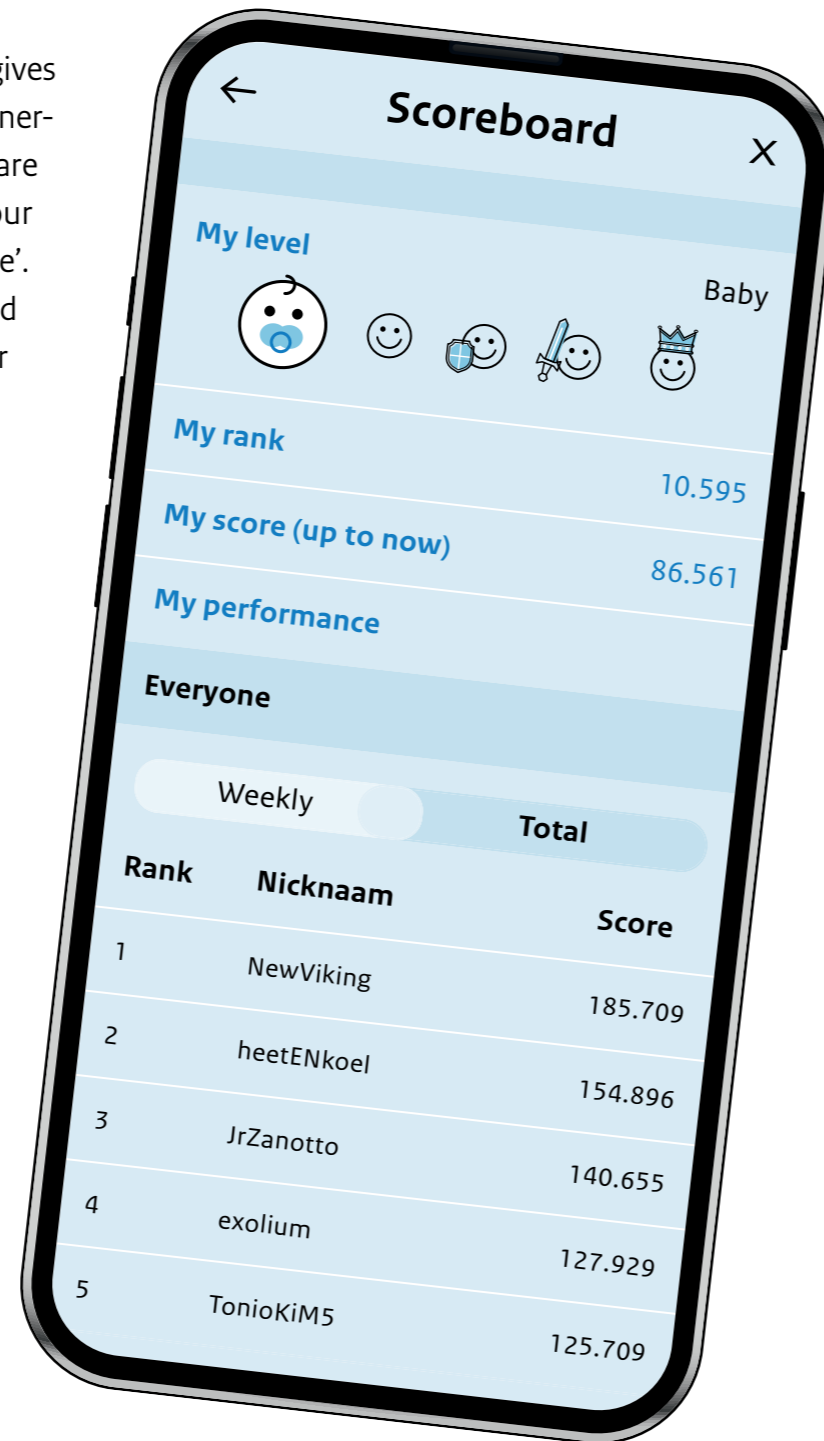 gives
ner-
are
our
e’.
d
r
Scoreboard
My level
Baby
My rank 10.595
My score (up to now) 86.561
My performance
Everyone
Weekly Total
Rank Nicknaam Score
1 NewViking 185.709
2 heetENkoel 154.896
3 JrZanotto 140.655
4 exolium 127.929
5 TonioKiM5 125.709